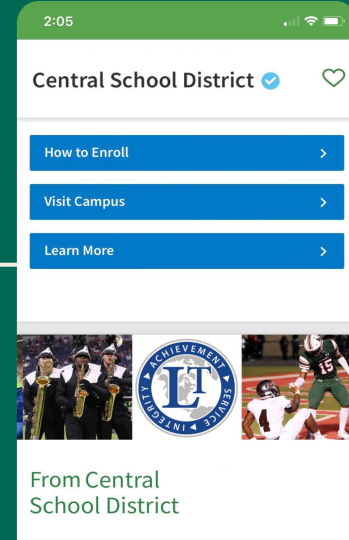 2:05
Central School District
How to Enroll
Visit Campus
Learn More
ACHIEVEMENT
INTEGRITY
SERVICE
LT
15
4
From Central
School District